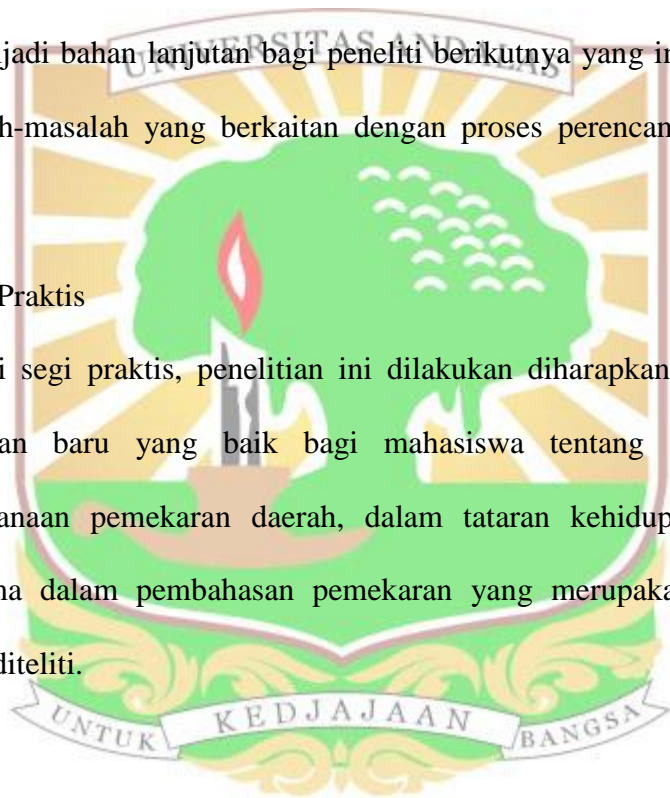 UNIVERSITAS ANDALAS
jadi bahan lanjutan bagi peneliti berikutnya yang in
h-masalah yang berkaitan dengan proses perencan
Praktis
i segi praktis, penelitian ini dilakukan diharapkan
an baru yang baik bagi mahasiswa tentang
anaan pemekaran daerah, dalam tataran kehidup
na dalam pembahasan pemekaran yang merupaka
diteliti.
UNTUK KEDJAJAAN BANGSA